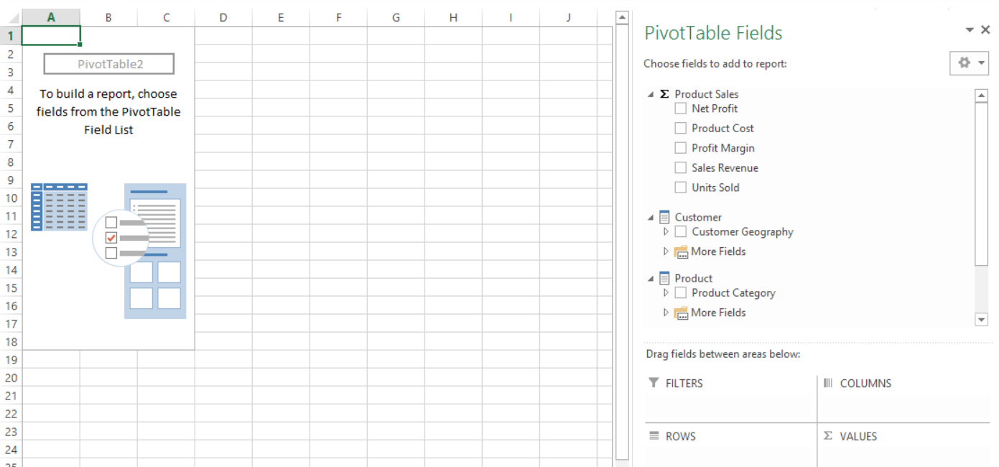 A B C D E F G H I J
1
2
3
4
5
6
7
8
9
10
11
12
13
14
15
16
17
18
19
20
21
22
23
24
25
PivotTable2
To build a report, choose
fields from the PivotTable
Field List
PivotTable Fields
Choose fields to add to report:
Σ Product Sales
Net Profit
Product Cost
Profit Margin
Sales Revenue
Units Sold
Customer
Customer Geography
More Fields
Product
Product Category
More Fields
Drag fields between areas below:
FILTERS
COLUMNS
ROWS
Σ VALUES